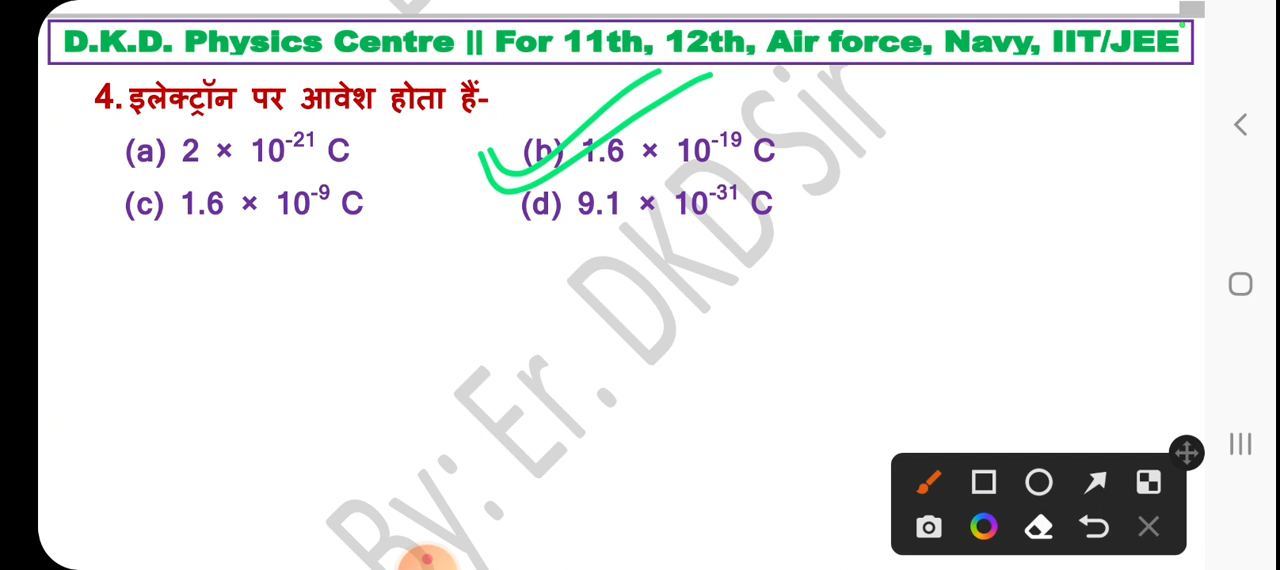 D.K.D. Physics Centre || For 11th, 12th, Air force, Navy, IIT/JEE
4. इलेक्ट्रॉन पर आवेश होता हैं-
(a) 2 × 10⁻²¹ C (b) 1.6 × 10⁻¹⁹ C
(c) 1.6 × 10⁻⁹ C (d) 9.1 × 10⁻³¹ C
By: Er. DKD Sir